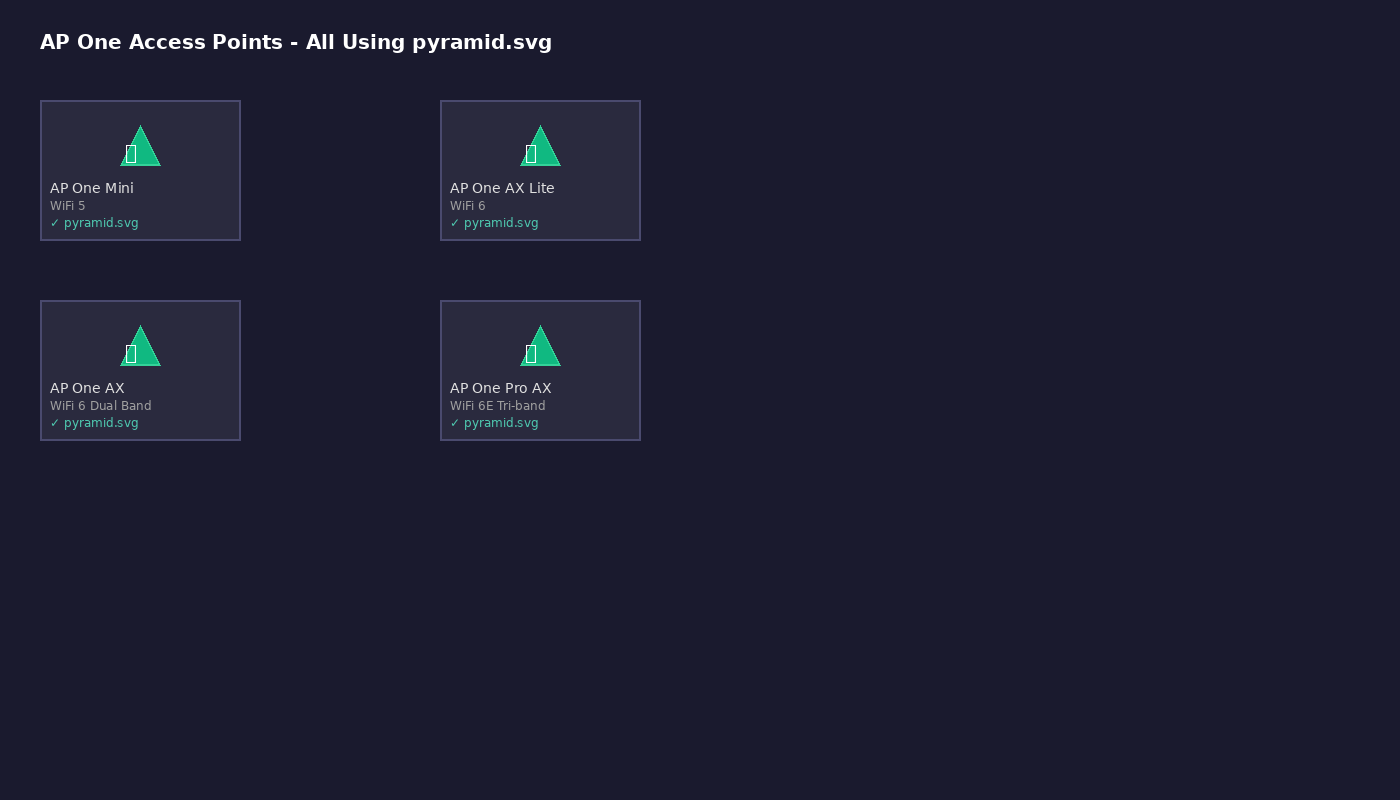 AP One Access Points - All Using pyramid.svg
AP One Mini
WiFi 5
✓ pyramid.svg
AP One AX Lite
WiFi 6
✓ pyramid.svg
AP One AX
WiFi 6 Dual Band
✓ pyramid.svg
AP One Pro AX
WiFi 6E Tri-band
✓ pyramid.svg